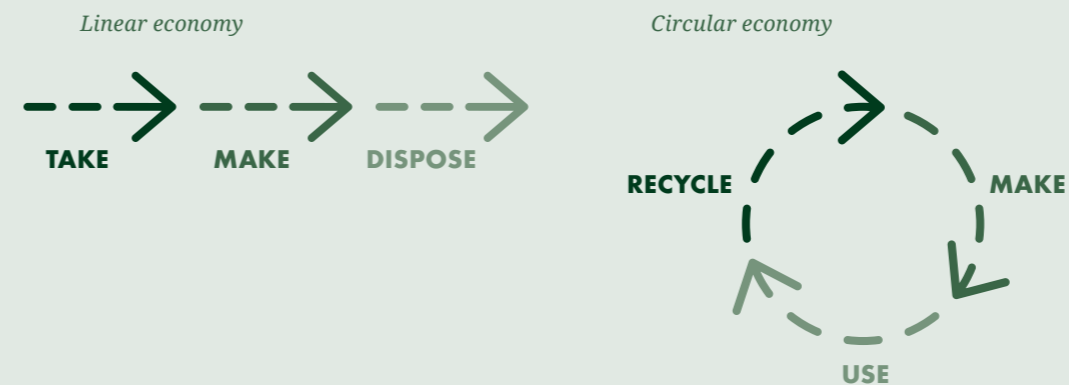 Linear economy
TAKE
MAKE
DISPOSE
Circular economy
RECYCLE
MAKE
USE